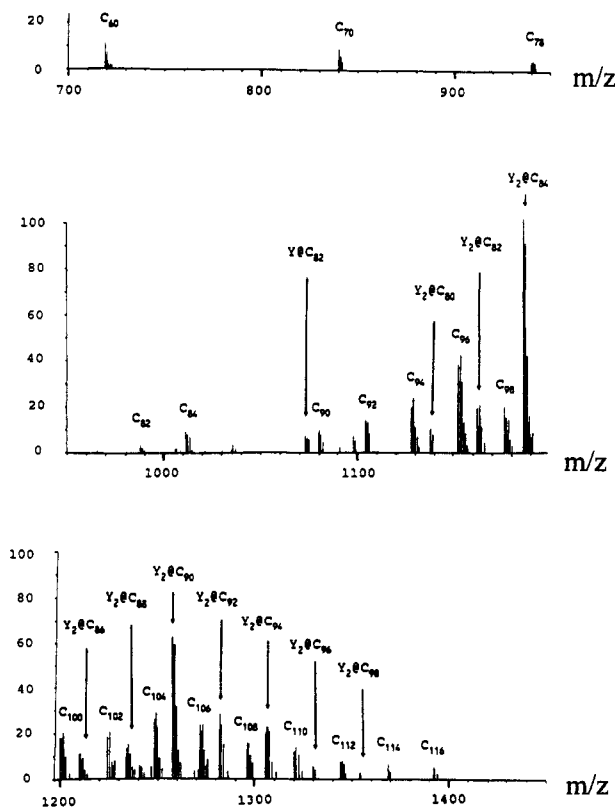 20
C₆₀
C₇₀
C₇₈
10
0
700
800
900
m/z
Y₂@C₈₄
100
Y@C₈₂
Y₂@C₈₂
80
Y₂@C₈₀
60
40
C₉₆
C₉₄
C₉₈
20
C₈₂
C₈₄
C₉₀
C₉₂
0
1000
1100
m/z
100
Y₂@C₉₀
80
Y₂@C₈₈
Y₂@C₉₂
Y₂@C₈₆
Y₂@C₉₄
60
Y₂@C₉₆
Y₂@C₉₈
40
C₁₀₀
C₁₀₂
C₁₀₄
C₁₀₆
20
C₁₀₈
C₁₁₀
C₁₁₂
C₁₁₄
C₁₁₆
0
1200
1300
1400
m/z